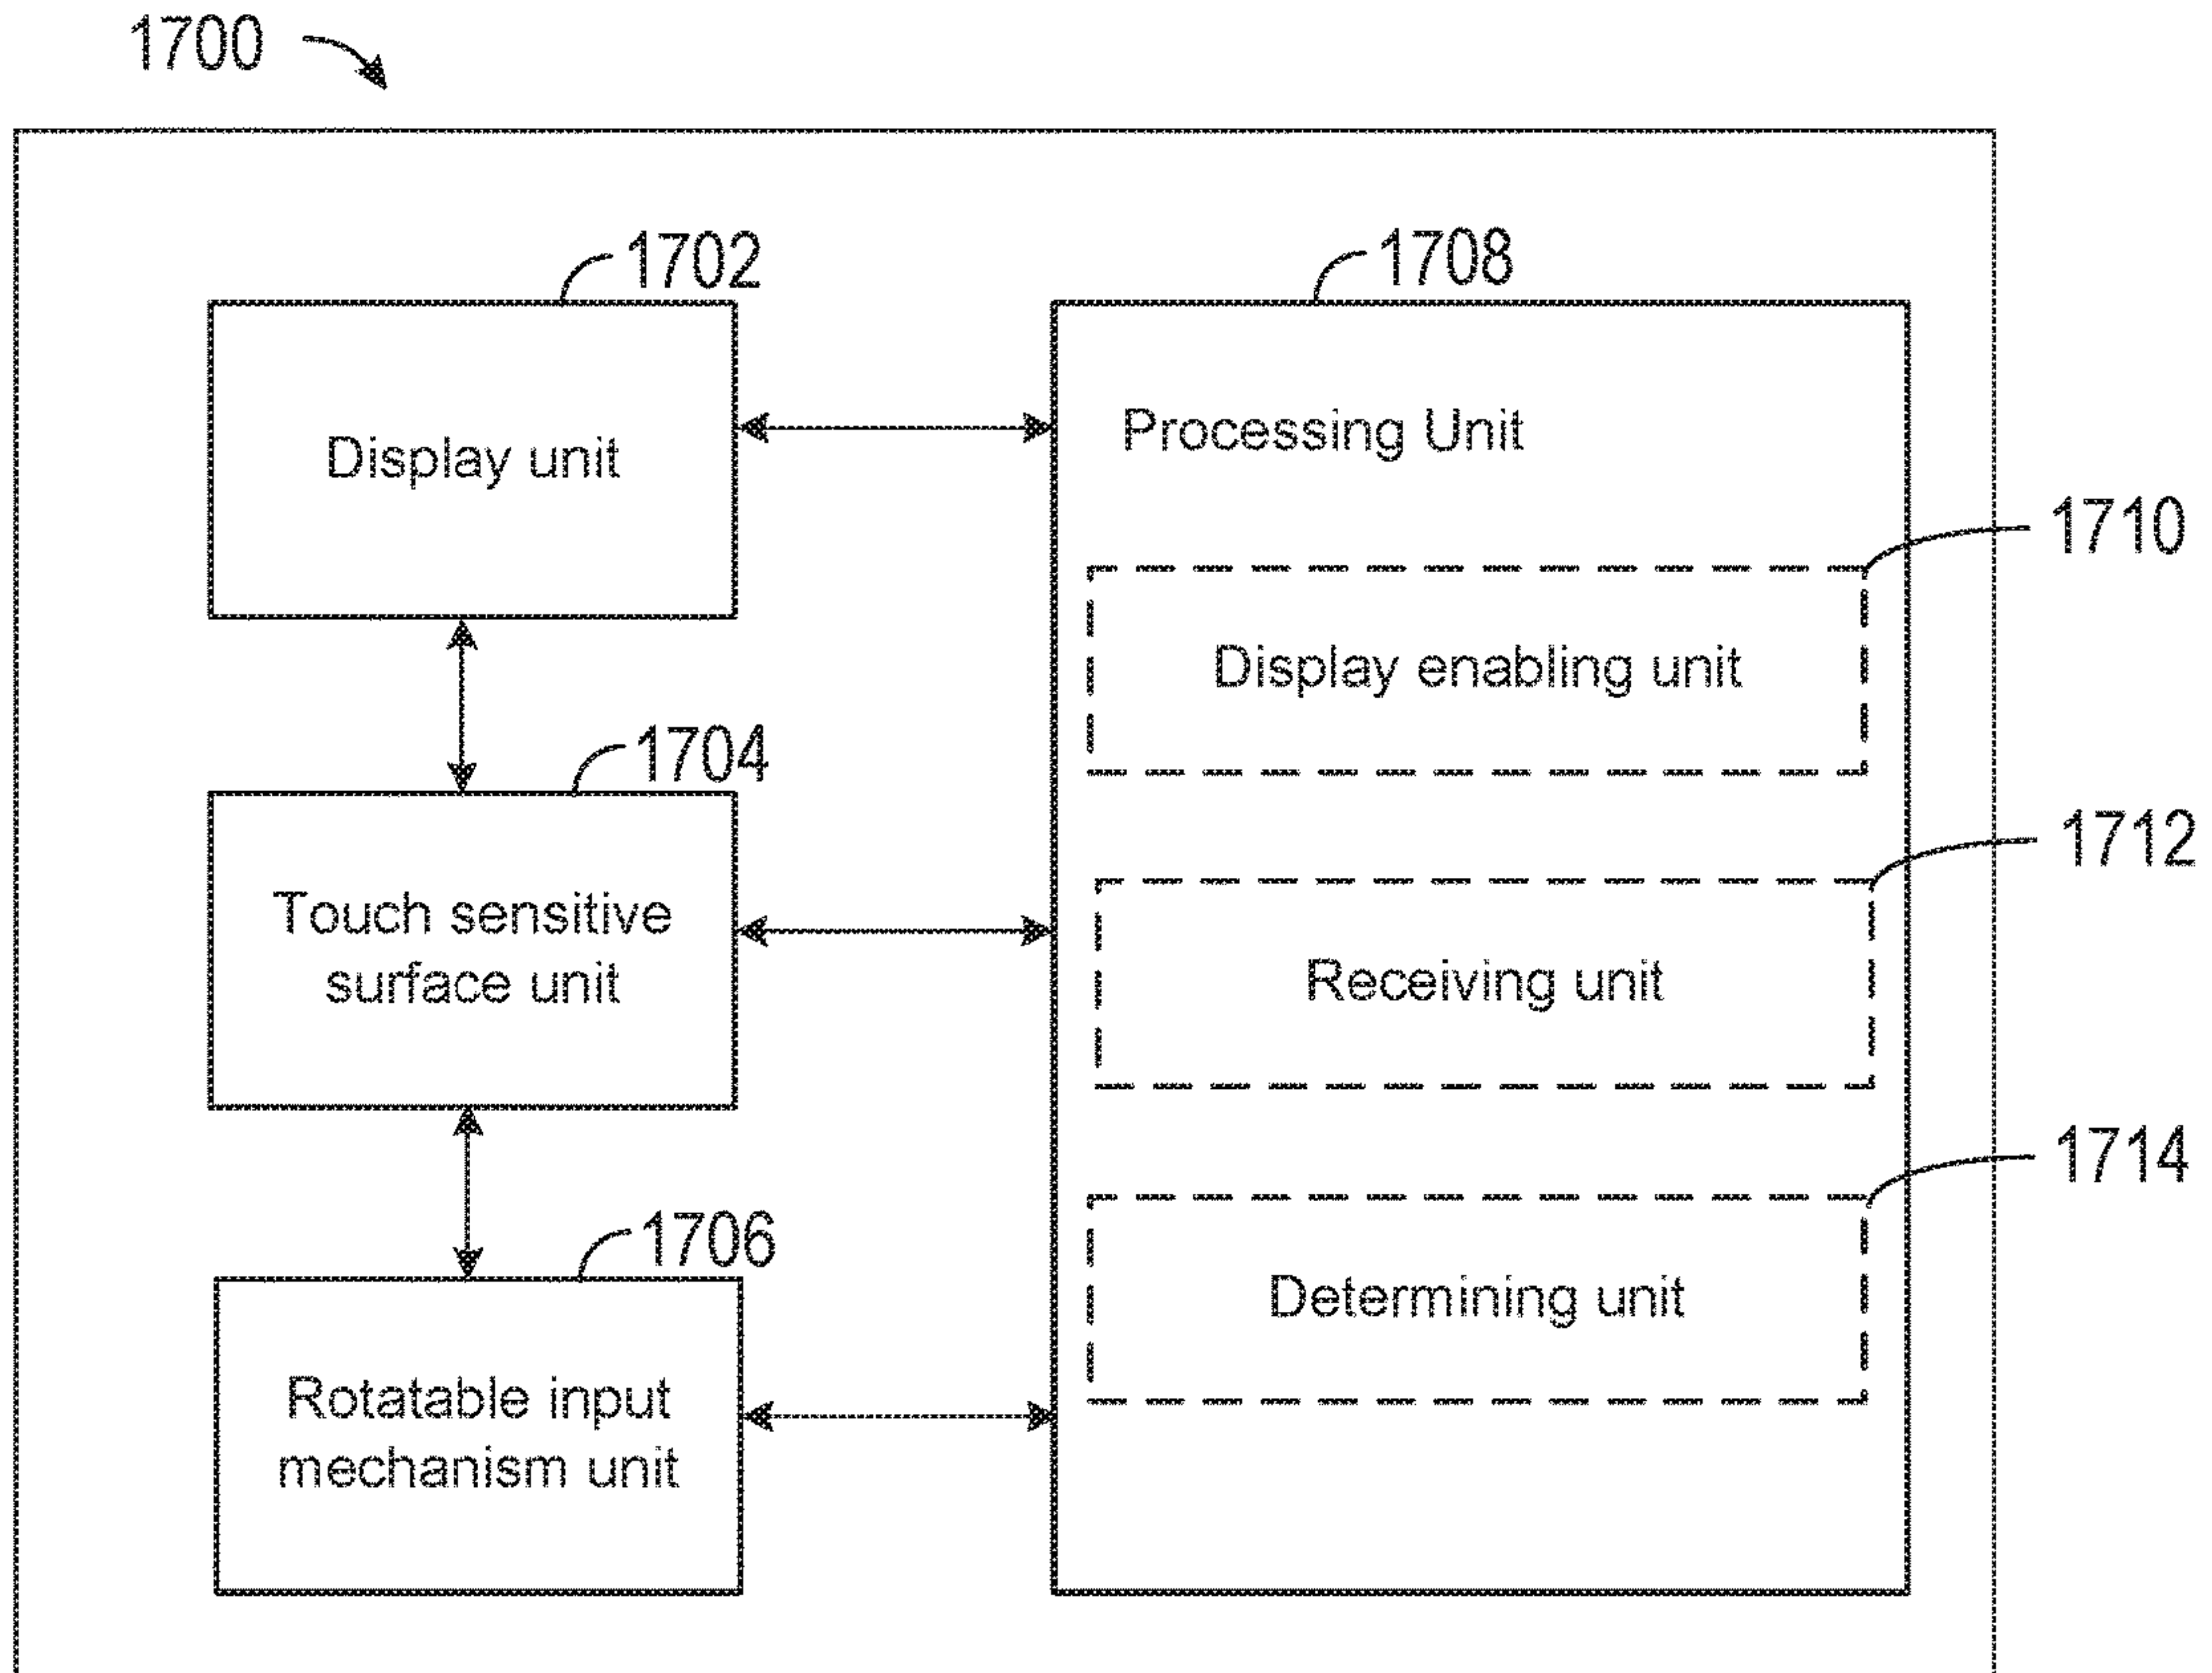 1700
1702
1708
Display unit
Processing Unit
1710
Display enabling unit
1704
1712
Touch sensitive
surface unit
Receiving unit
1714
1706
Determining unit
Rotatable input
mechanism unit